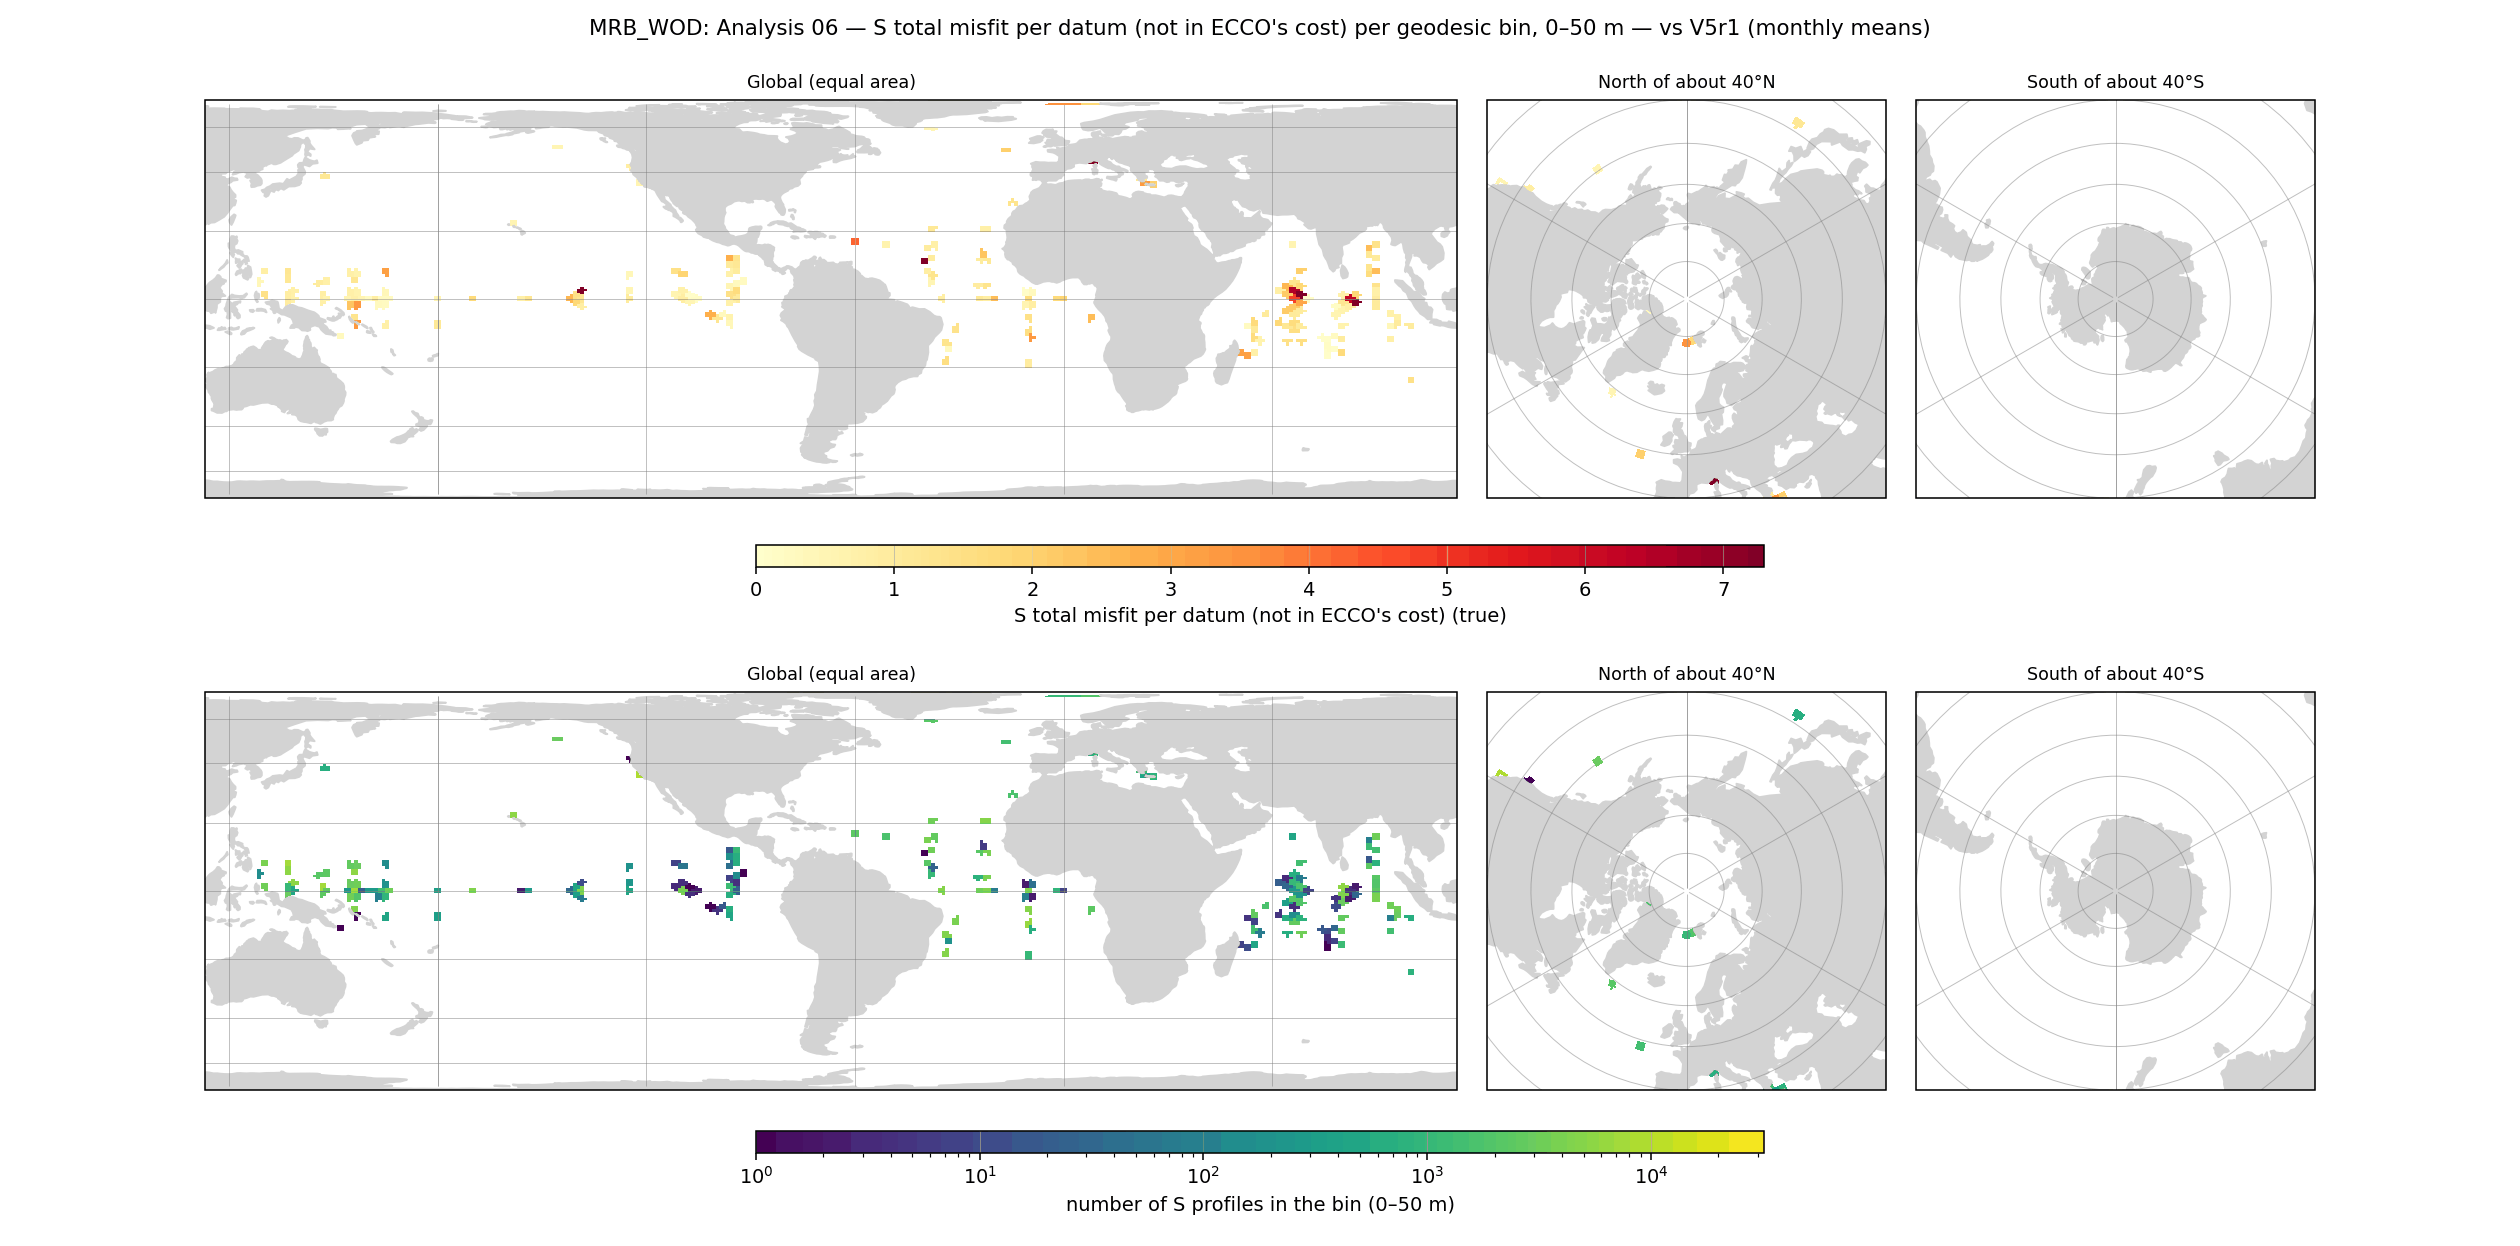 MRB_WOD: Analysis 06 — S total misfit per datum (not in ECCO's cost) per geodesic bin, 0–50 m — vs V5r1 (monthly means)
Global (equal area)
North of about 40°N
South of about 40°S
0 1 2 3 4 5 6 7
S total misfit per datum (not in ECCO's cost) (true)
Global (equal area)
North of about 40°N
South of about 40°S
10⁰ 10¹ 10² 10³ 10⁴
number of S profiles in the bin (0–50 m)